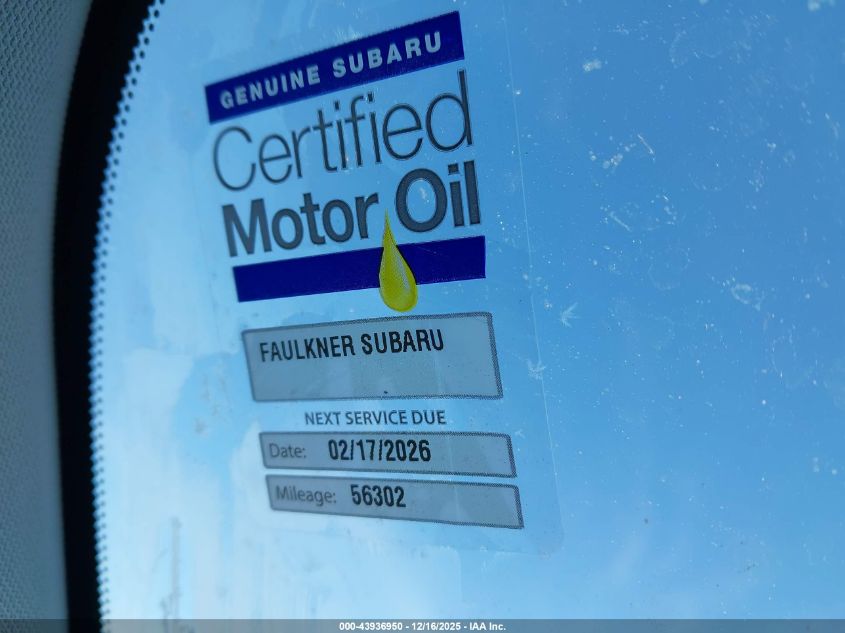 GENUINE SUBARU
Certified
Motor Oil
FAULKNER SUBARU
NEXT SERVICE DUE
Date: 02/17/2026
Mileage: 56302
000-43936950 - 12/16/2025 - IAA Inc.